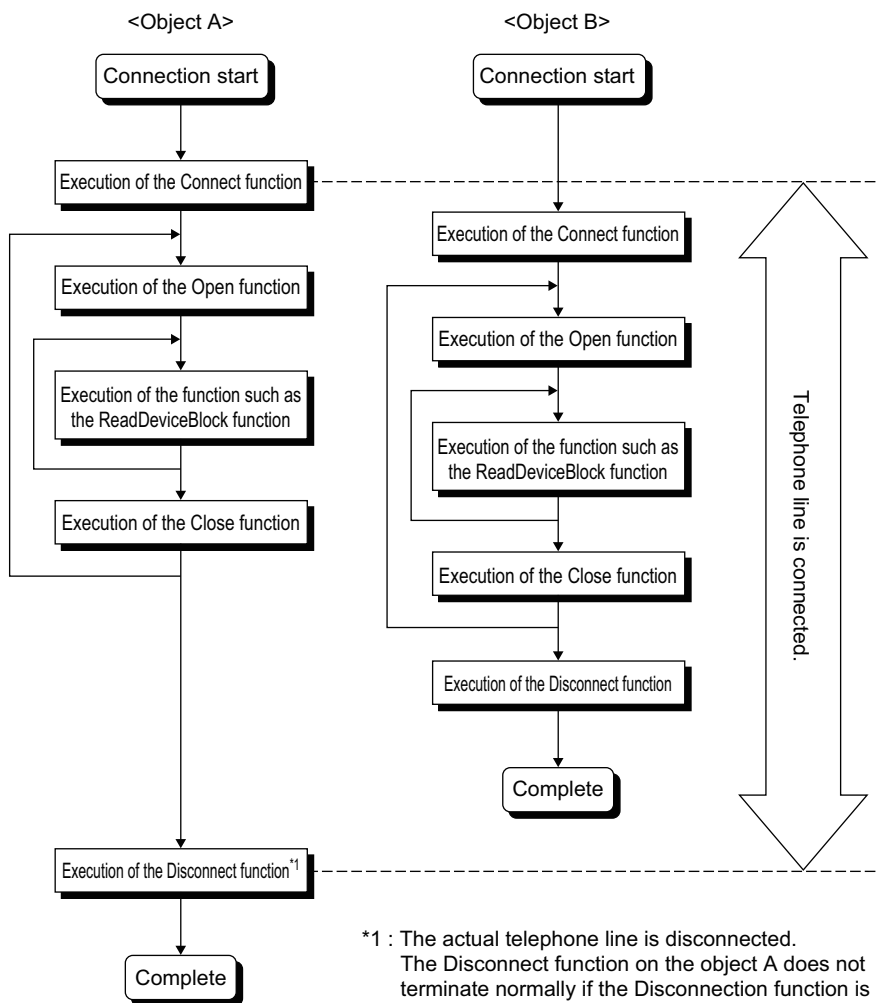 <Object A>
Connection start
Execution of the Connect function
Execution of the Open function
Execution of the function such as
the ReadDeviceBlock function
Execution of the Close function
Execution of the Disconnect function*1
Complete
<Object B>
Connection start
Execution of the Connect function
Execution of the Open function
Execution of the function such as
the ReadDeviceBlock function
Execution of the Close function
Execution of the Disconnect function
Complete
Telephone line is connected.
*1 : The actual telephone line is disconnected.
The Disconnect function on the object A does not
terminate normally if the Disconnection function is